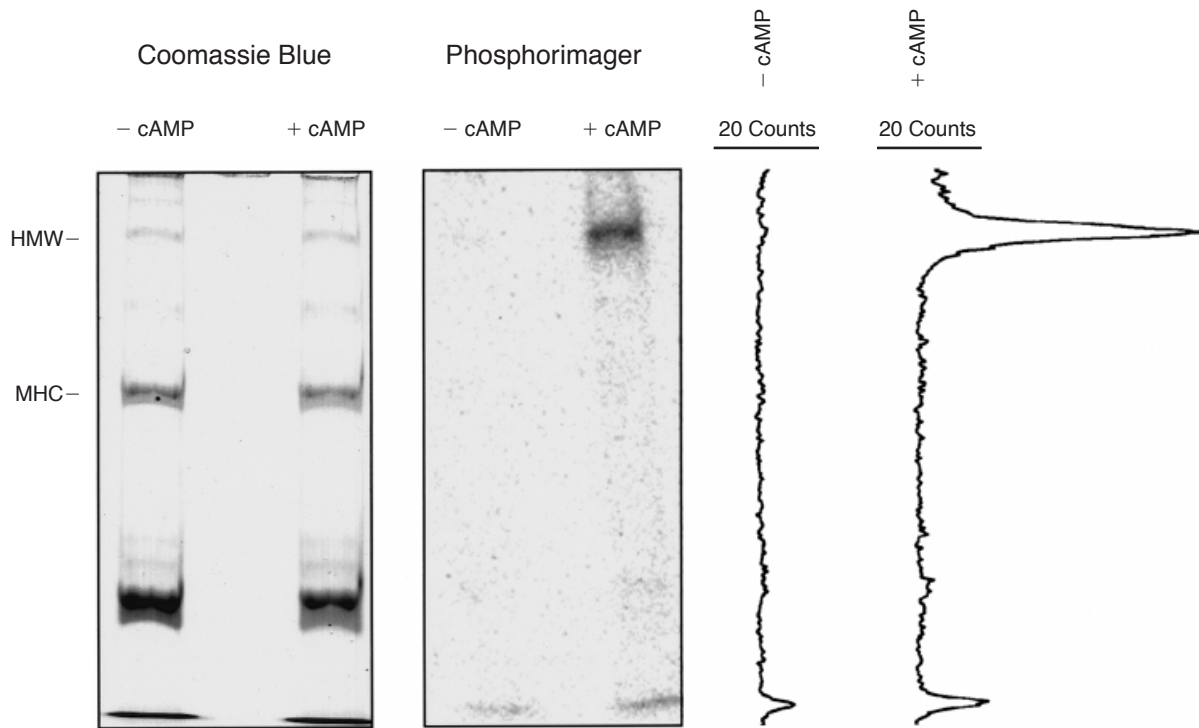 Coomassie Blue
Phosphorimager
− cAMP
+ cAMP
− cAMP
+ cAMP
− cAMP
+ cAMP
20 Counts
20 Counts
HMW–
MHC–